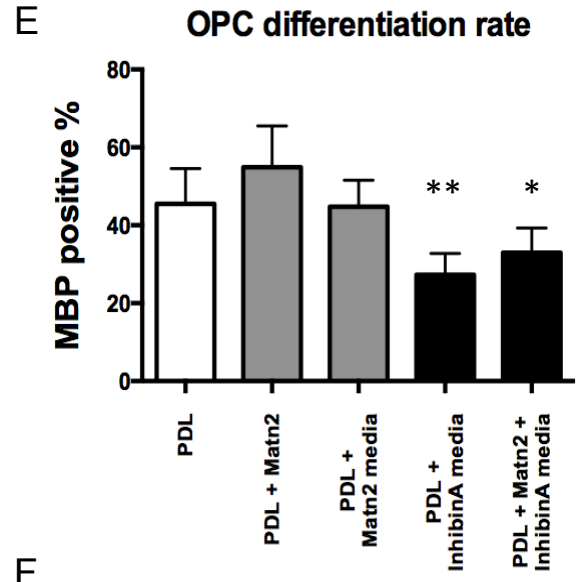 E
OPC differentiation rate
MBP positive %
80
60
40
20
0
**
*
PDL
PDL + Matn2
PDL +
Matn2 media
PDL +
InhibinA media
PDL + Matn2 +
InhibinA media